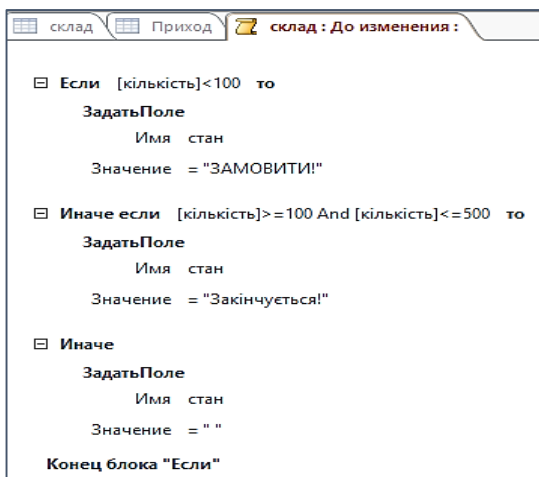 склад Приход склад : До изменения :
Если [кількість]<100 то
ЗадатьПоле
Имя стан
Значение = "ЗАМОВИТИ!"
Иначе если [кількість]>=100 And [кількість]<=500 то
ЗадатьПоле
Имя стан
Значение = "Закінчується!"
Иначе
ЗадатьПоле
Имя стан
Значение = " "
Конец блока "Если"